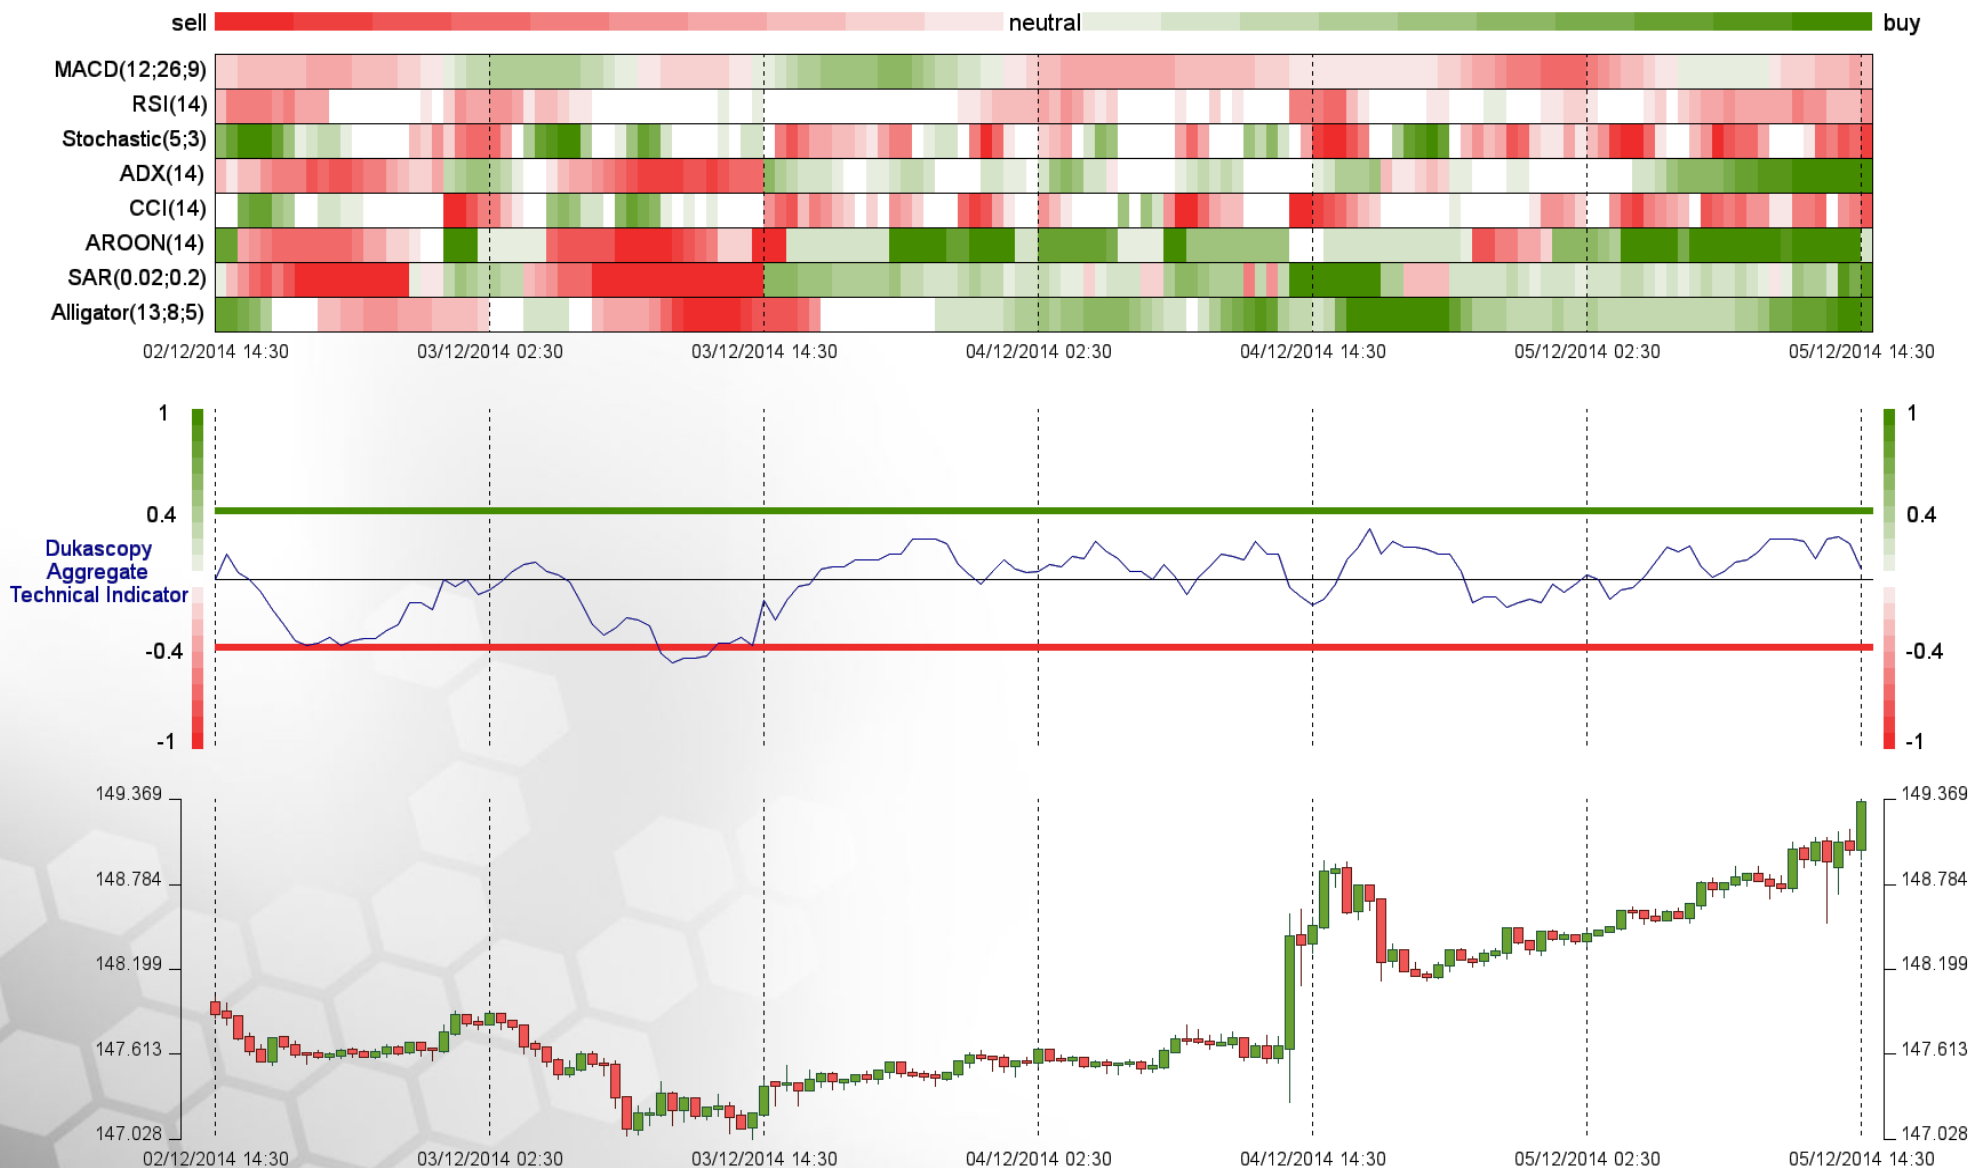 sell neutral buy
MACD(12;26;9)
RSI(14)
Stochastic(5;3)
ADX(14)
CCI(14)
AROON(14)
SAR(0.02;0.2)
Alligator(13;8;5)
02/12/2014 14:30 03/12/2014 02:30 03/12/2014 14:30 04/12/2014 02:30 04/12/2014 14:30 05/12/2014 02:30 05/12/2014 14:30
1 1
0.4 0.4
Dukascopy
Aggregate
Technical Indicator
-0.4 -0.4
-1 -1
149.369 149.369
148.784 148.784
148.199 148.199
147.613 147.613
147.028 147.028
02/12/2014 14:30 03/12/2014 02:30 03/12/2014 14:30 04/12/2014 02:30 04/12/2014 14:30 05/12/2014 02:30 05/12/2014 14:30